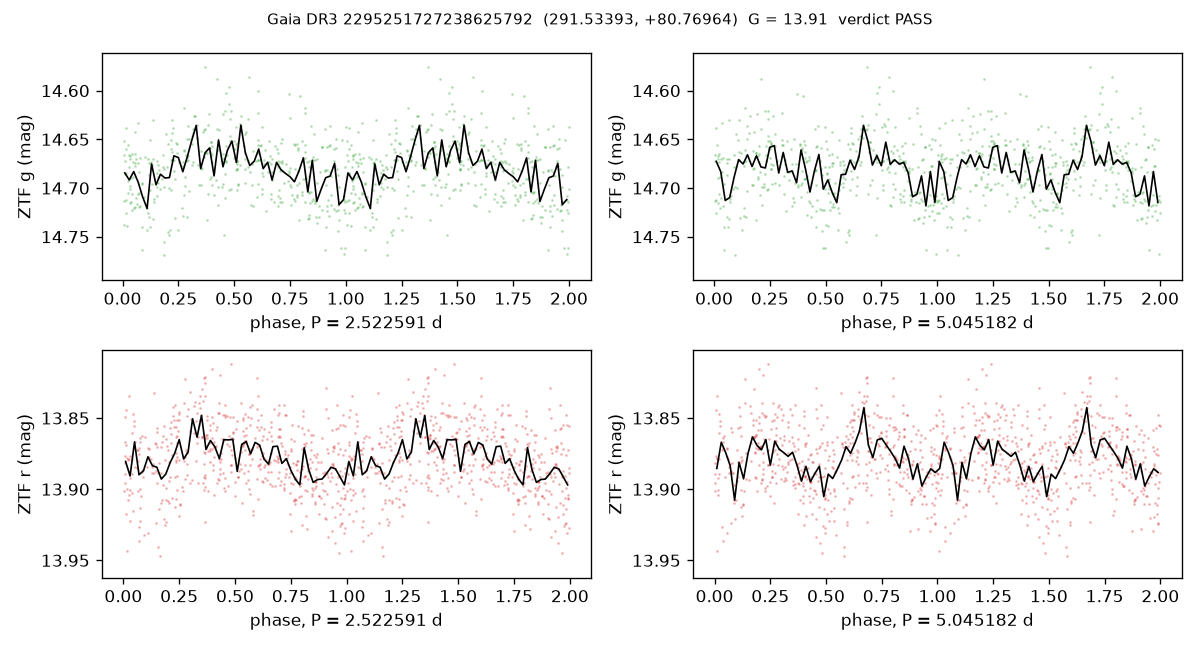 Gaia DR3 2295251727238625792  (291.53393, +80.76964)  G = 13.91  verdict PASS
ZTF g (mag)
14.60
14.65
14.70
14.75
0.00 0.25 0.50 0.75 1.00 1.25 1.50 1.75 2.00
phase, P = 2.522591 d
ZTF g (mag)
14.60
14.65
14.70
14.75
0.00 0.25 0.50 0.75 1.00 1.25 1.50 1.75 2.00
phase, P = 5.045182 d
ZTF r (mag)
13.85
13.90
13.95
0.00 0.25 0.50 0.75 1.00 1.25 1.50 1.75 2.00
phase, P = 2.522591 d
ZTF r (mag)
13.85
13.90
13.95
0.00 0.25 0.50 0.75 1.00 1.25 1.50 1.75 2.00
phase, P = 5.045182 d